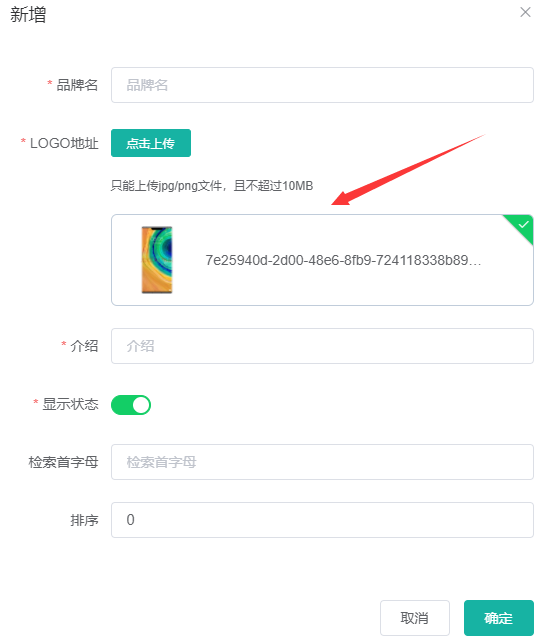 新增
* 品牌名 品牌名
* LOGO地址 点击上传
只能上传jpg/png文件，且不超过10MB
7e25940d-2d00-48e6-8fb9-724118338b89...
* 介绍 介绍
* 显示状态
检索首字母 检索首字母
排序 0
取消 确定